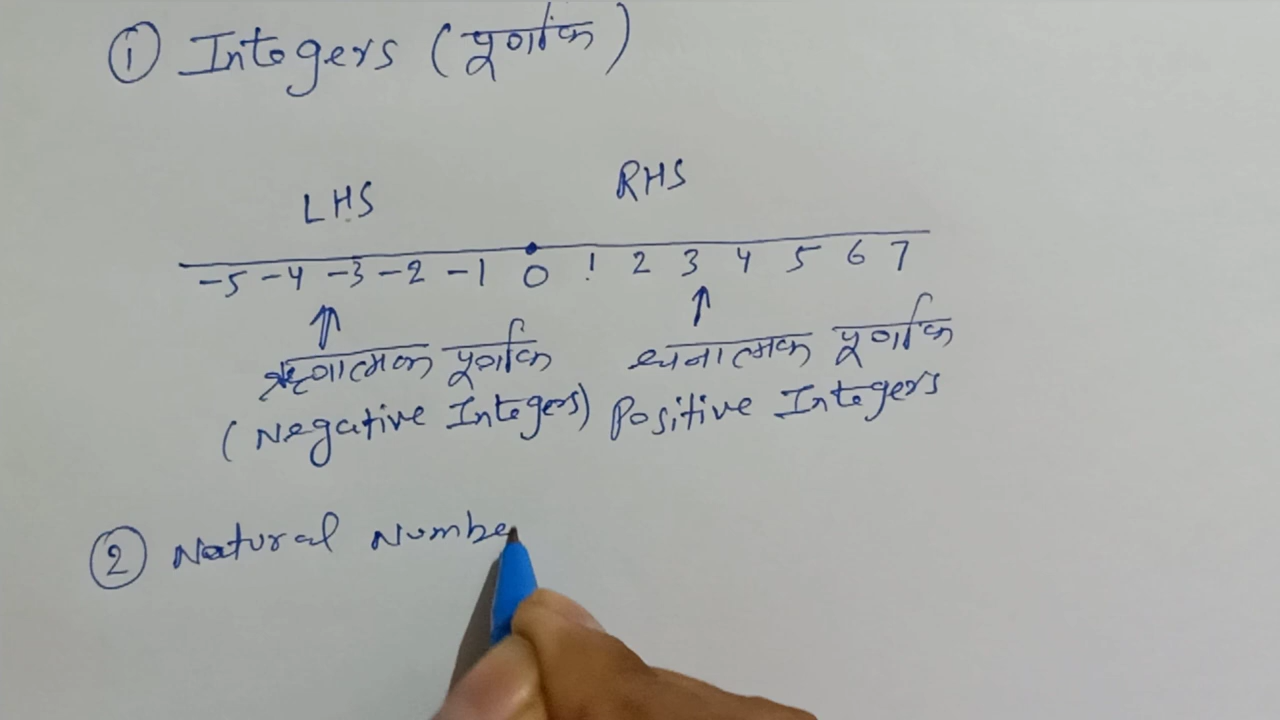 ① Integers (पूर्णांक)
LHS RHS
-5 -4 -3 -2 -1 0 1 2 3 4 5 6 7
ऋणात्मक पूर्णांक धनात्मक पूर्णांक
(Negative Integers) Positive Integers
② Natural Numbe